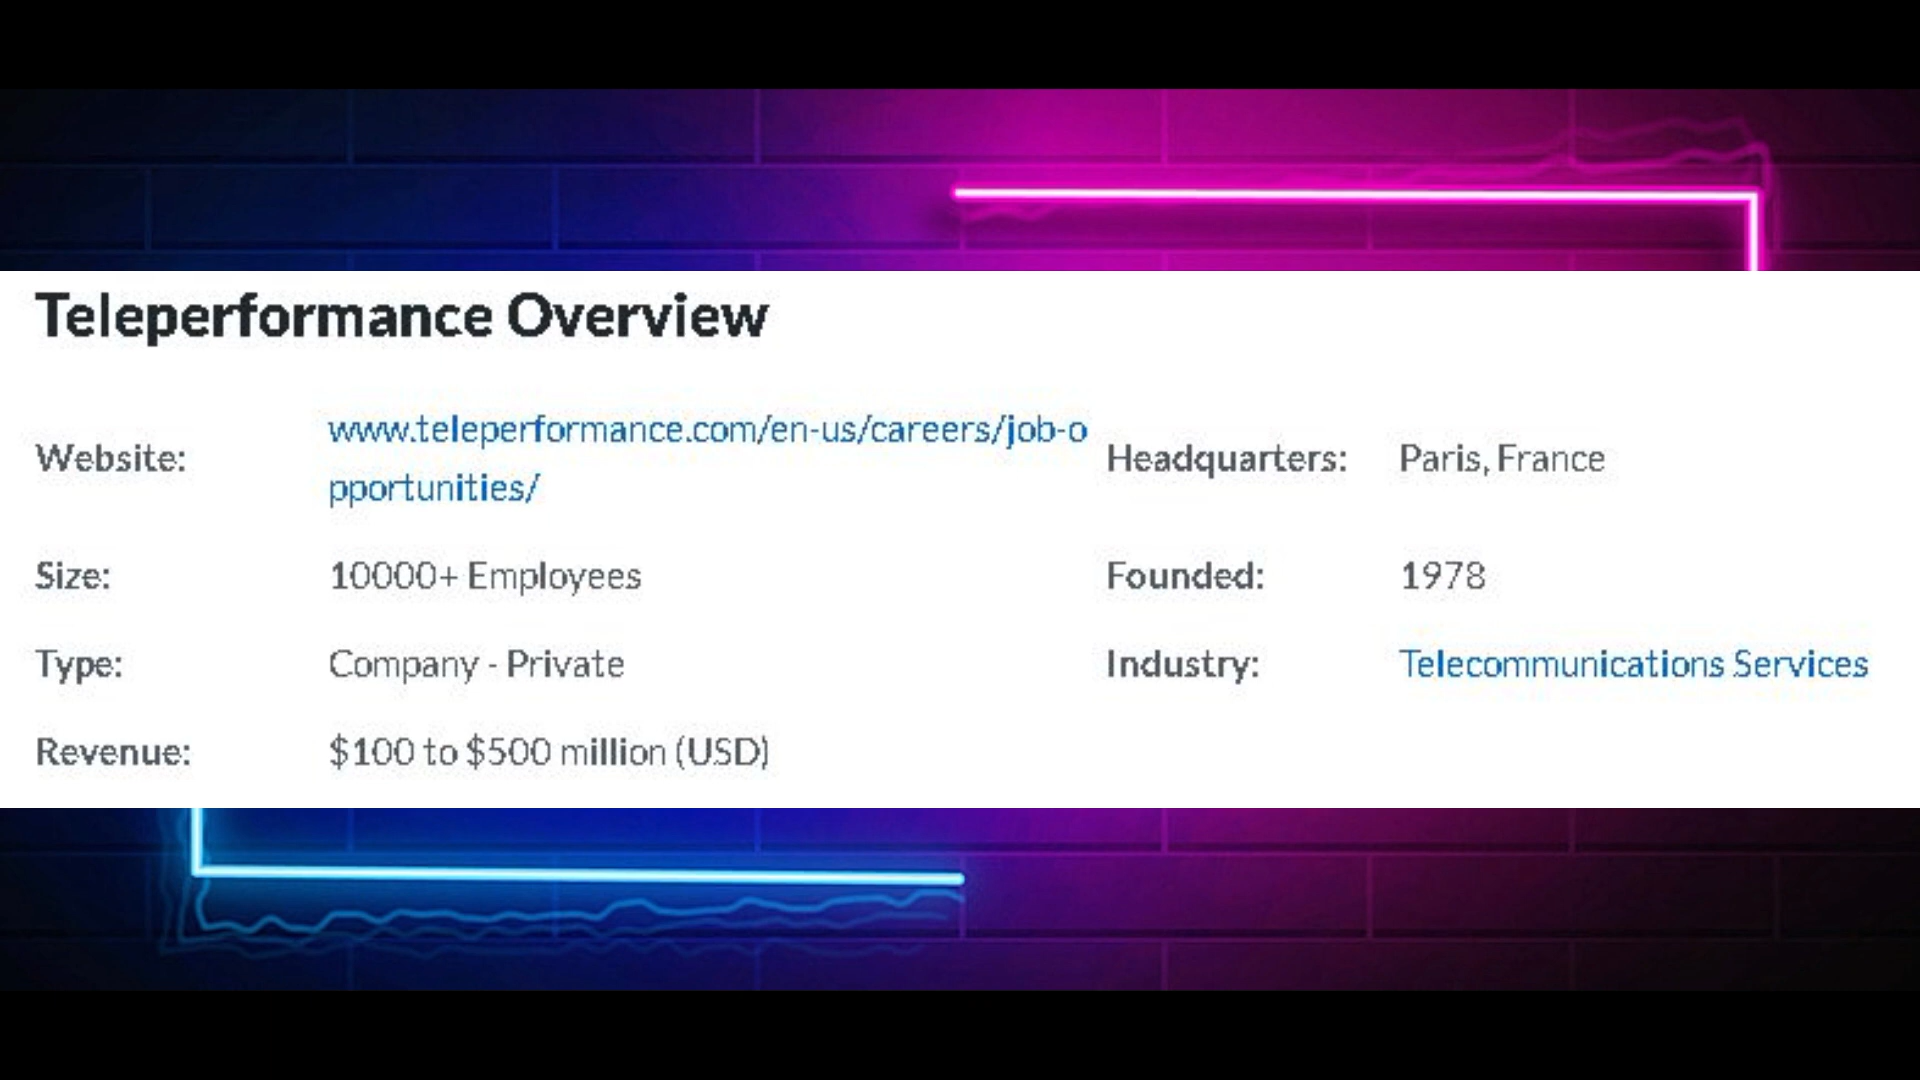 Teleperformance Overview
Website:
www.teleperformance.com/en-us/careers/job-o
pportunities/
Headquarters:
Paris, France
Size:
10000+ Employees
Founded:
1978
Type:
Company - Private
Industry:
Telecommunications Services
Revenue:
$100 to $500 million (USD)